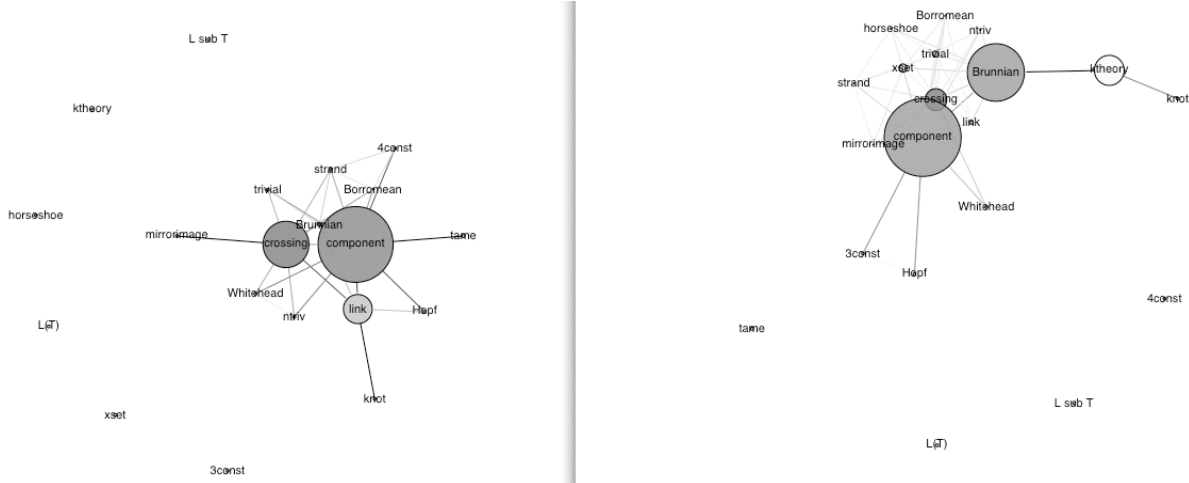 L sub T
ktheory
4const
strand
trivial
Borromean
horseshoe
Brunnian
mirrorimage
crossing
component
tame
Whitehead
link
Hopf
ntriv
L(T)
knot
xset
3const
Borromean
horseshoe
ntriv
trivial
xset
Brunnian
ktheory
strand
crossing
knot
link
component
mirrorimage
Whitehead
3const
Hopf
4const
tame
L sub T
L(T)